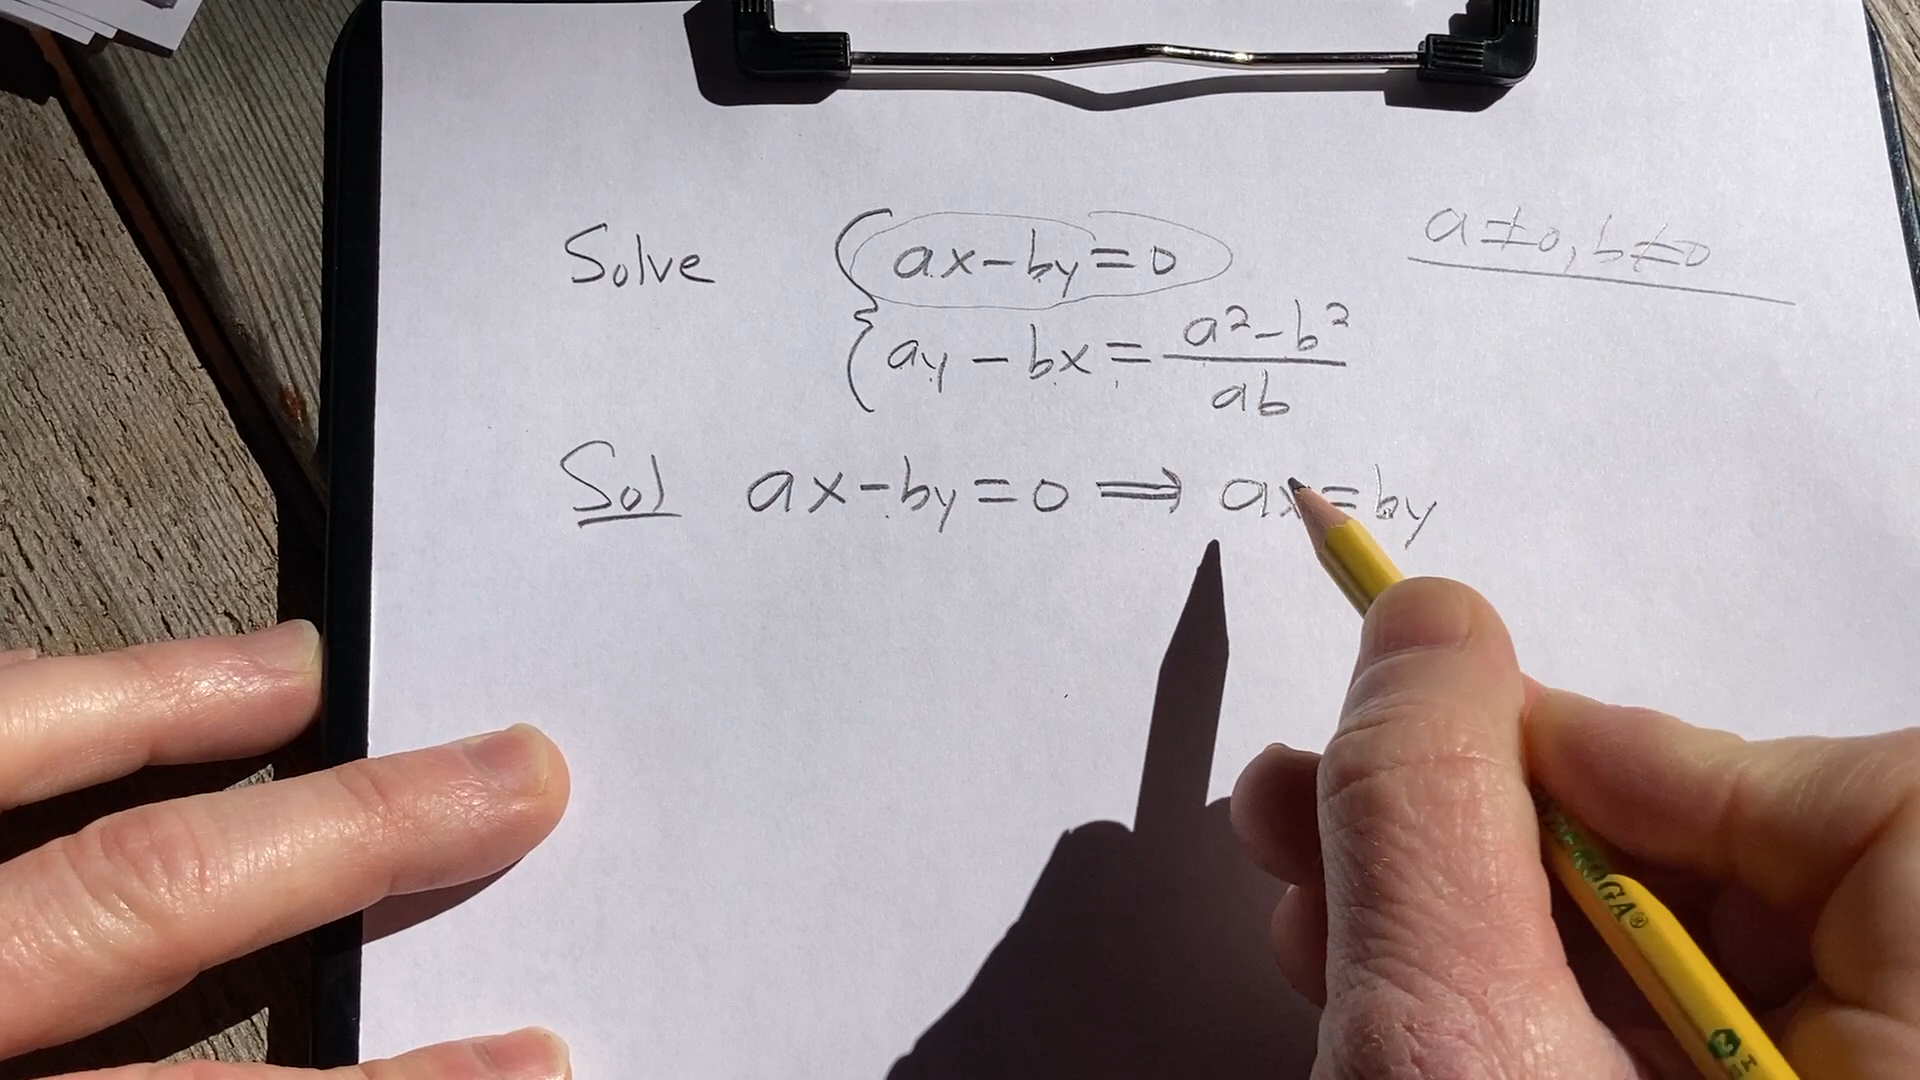 Solve ax-by=0 a≠0, b≠0
ay - bx = a²-b²/ab
Sol ax-by=0 ⟹ ax=by